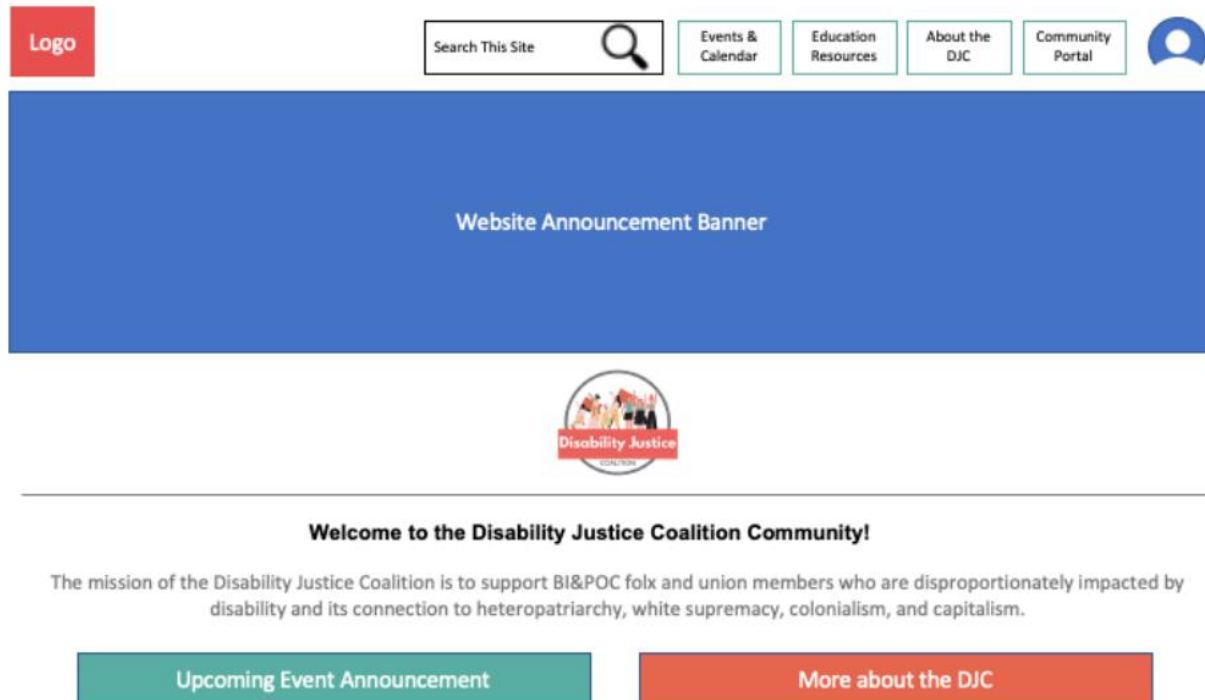 Logo
Search This Site
Events &
Calendar
Education
Resources
About the
DJC
Community
Portal
Website Announcement Banner
Disability Justice
COALITION
Welcome to the Disability Justice Coalition Community!
The mission of the Disability Justice Coalition is to support BI&POC folx and union members who are disproportionately impacted by
disability and its connection to heteropatriarchy, white supremacy, colonialism, and capitalism.
Upcoming Event Announcement
More about the DJC